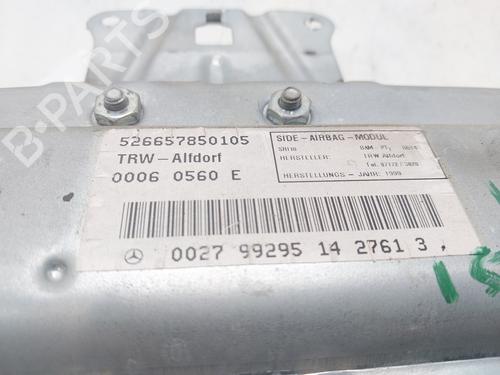 526657850105
TRW-Alfdorf
0006 0560 E
SIDE-AIRBAG-MODUL
HERSTELLER: TRW Alfdorf
HERSTELLUNGS - JAHR: 1999
0027 99295 14 2761 3
B-PARTS